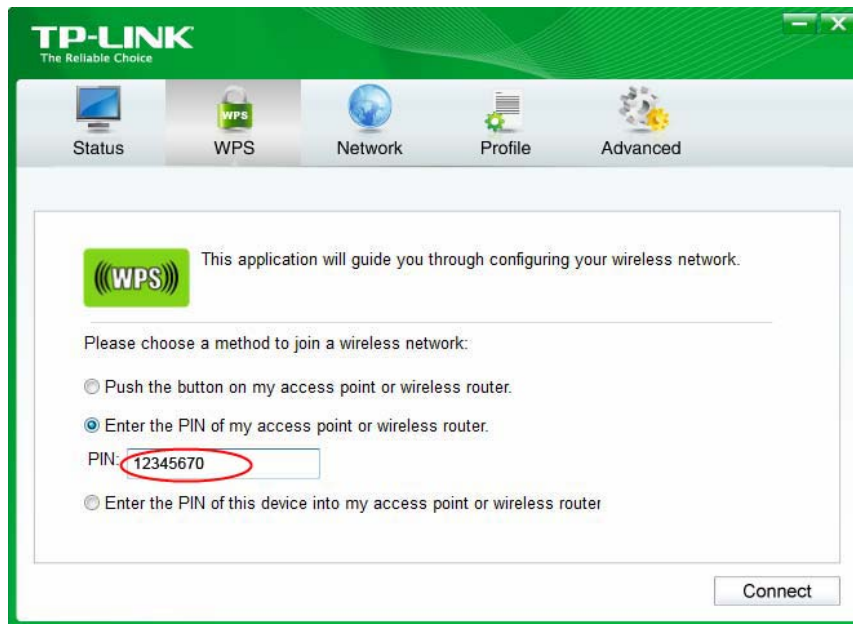 TP-LINK
The Reliable Choice
WPS
Status WPS Network Profile Advanced
(((WPS))) This application will guide you through configuring your wireless network.
Please choose a method to join a wireless network:
Push the button on my access point or wireless router.
Enter the PIN of my access point or wireless router.
PIN: 12345670
Enter the PIN of this device into my access point or wireless router
Connect